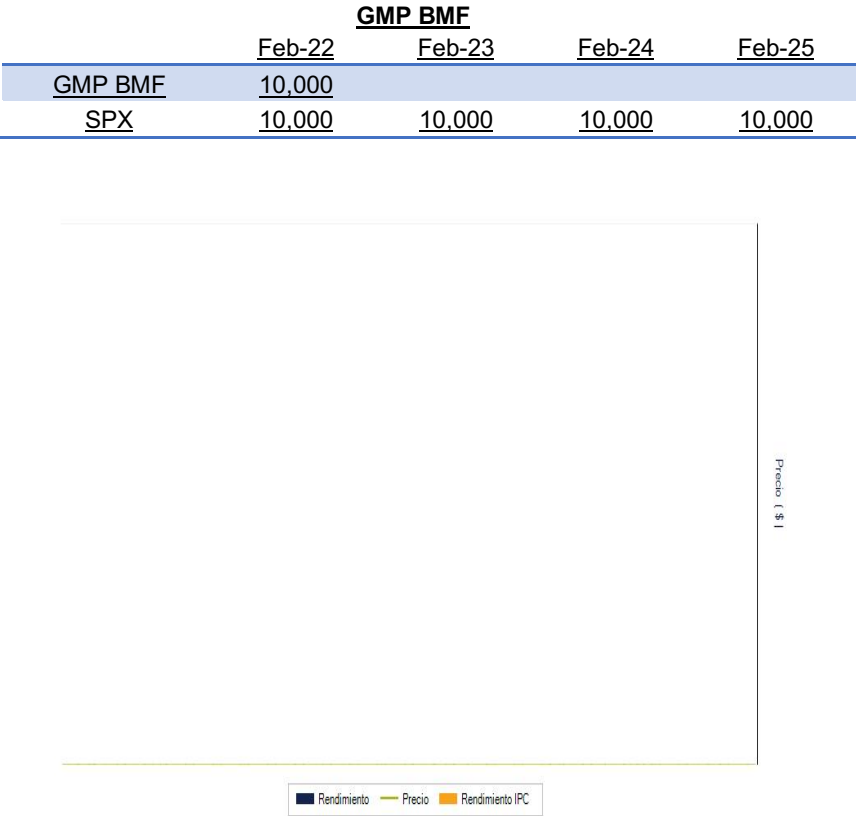 GMP BMF
Feb-22 Feb-23 Feb-24 Feb-25
GMP BMF 10,000
SPX 10,000 10,000 10,000 10,000
Precio ( $ )
Rendimiento Precio Rendimiento IPC